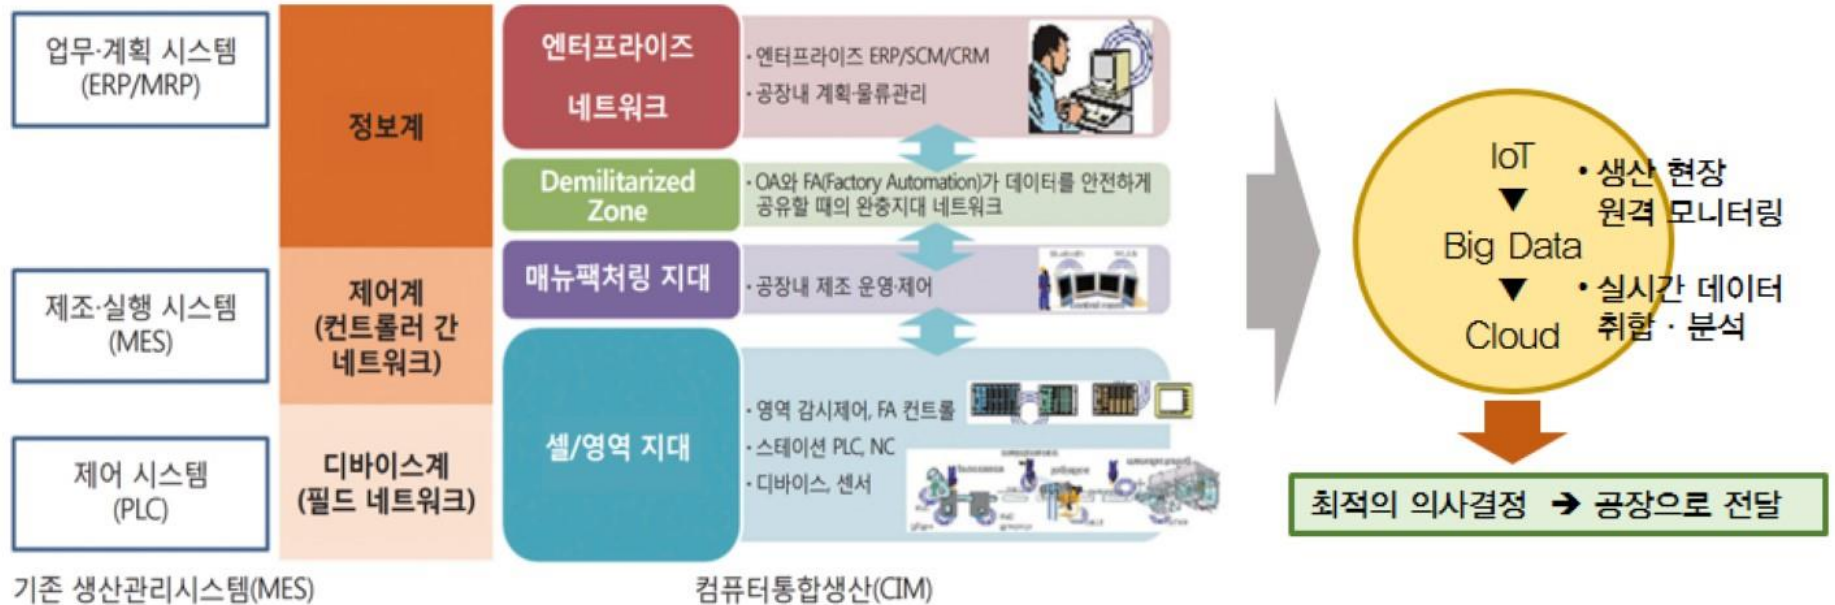 업무·계획 시스템
(ERP/MRP)
제조·실행 시스템
(MES)
제어 시스템
(PLC)
기존 생산관리시스템(MES)
정보계
제어계
(컨트롤러 간
네트워크)
디바이스계
(필드 네트워크)
엔터프라이즈
네트워크
· 엔터프라이즈 ERP/SCM/CRM
· 공장내 계획·물류관리
Demilitarized
Zone
· OA와 FA(Factory Automation)가 데이터를 안전하게
공유할 때의 완충지대 네트워크
매뉴팩처링 지대
· 공장내 제조 운영·제어
셀/영역 지대
· 영역 감시제어, FA 컨트롤
· 스테이션 PLC, NC
· 디바이스, 센서
컴퓨터통합생산(CIM)
IoT
▼
Big Data
▼
Cloud
• 생산 현장
원격 모니터링
• 실시간 데이터
취합 · 분석
최적의 의사결정 ➔ 공장으로 전달